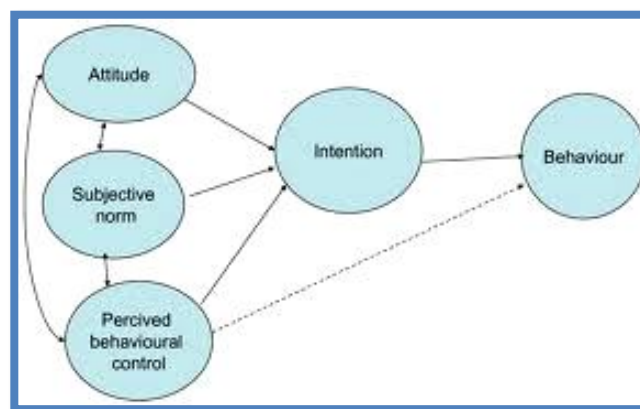 Attitude
Subjective
norm
Percived
behavioural
control
Intention
Behaviour